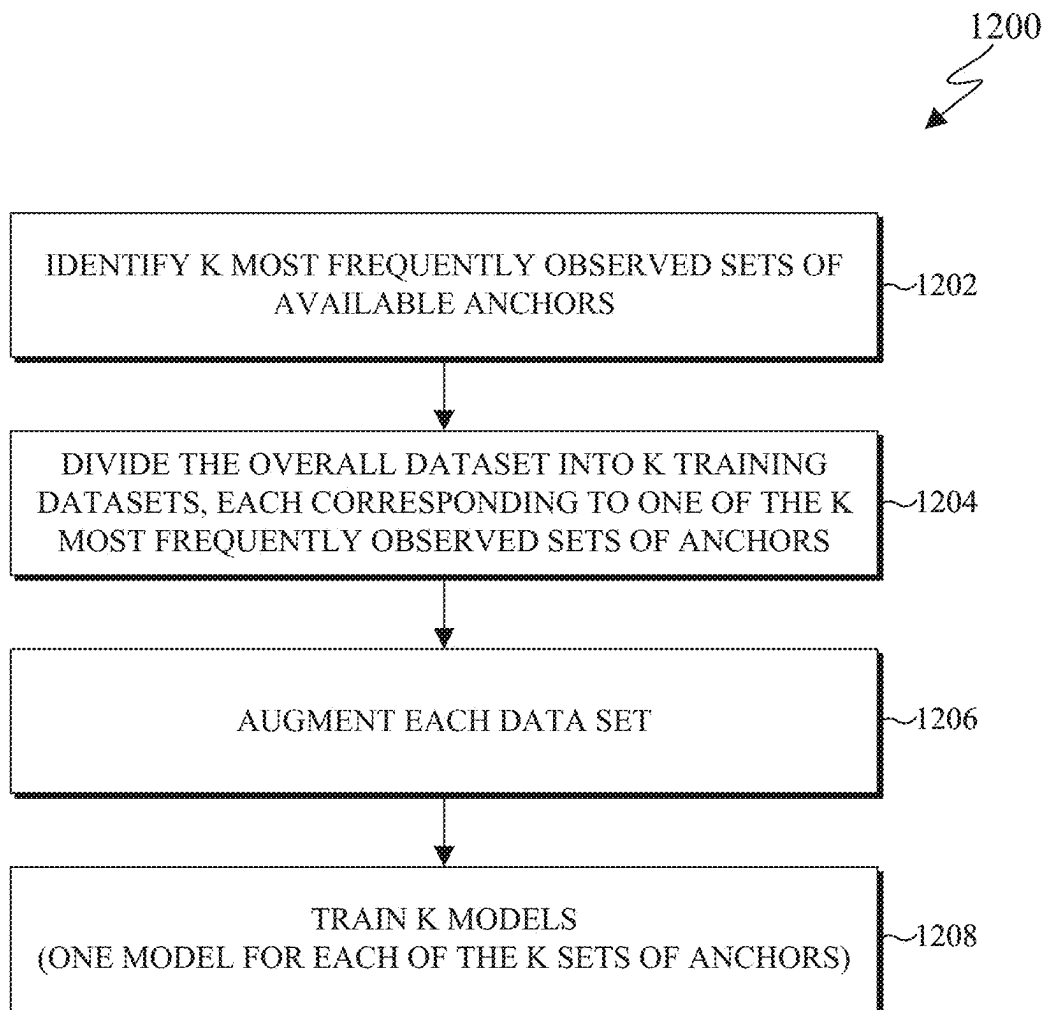 1200
IDENTIFY K MOST FREQUENTLY OBSERVED SETS OF
AVAILABLE ANCHORS
1202
DIVIDE THE OVERALL DATASET INTO K TRAINING
DATASETS, EACH CORRESPONDING TO ONE OF THE K
MOST FREQUENTLY OBSERVED SETS OF ANCHORS
1204
AUGMENT EACH DATA SET
1206
TRAIN K MODELS
(ONE MODEL FOR EACH OF THE K SETS OF ANCHORS)
1208